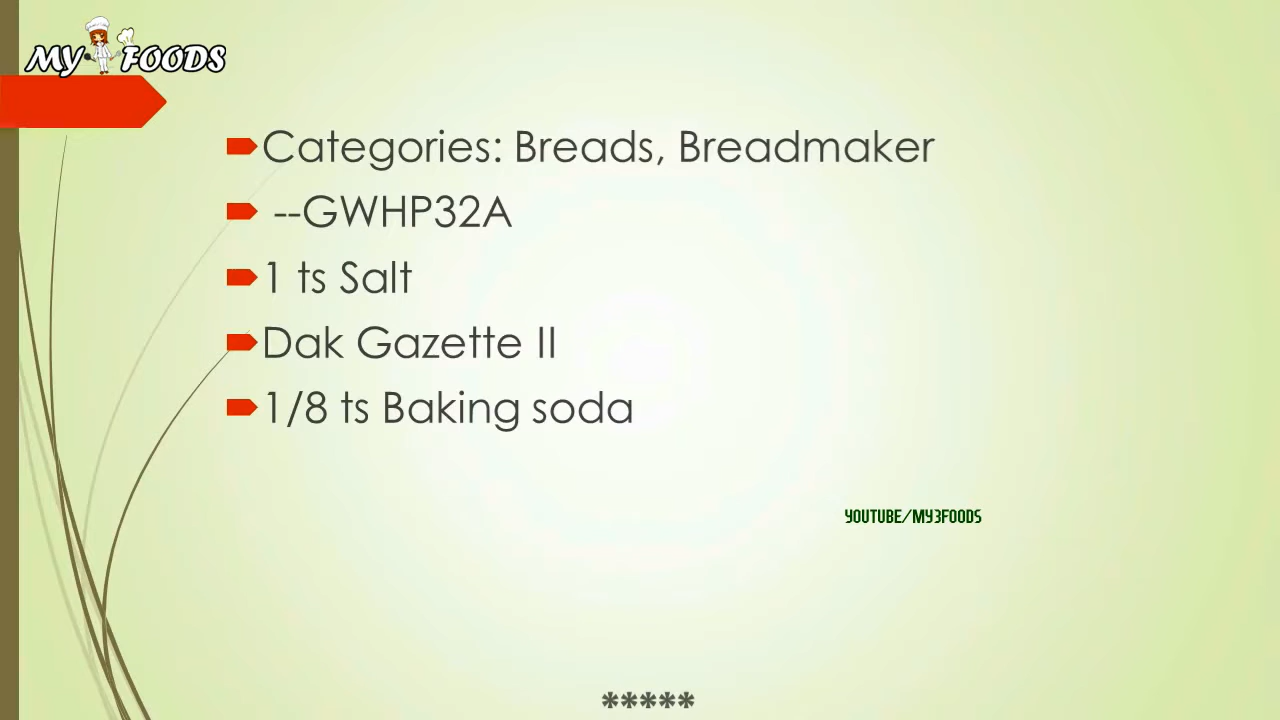 MY FOODS
Categories: Breads, Breadmaker
--GWHP32A
1 ts Salt
Dak Gazette II
1/8 ts Baking soda
YOUTUBE/MY3FOODS
*****